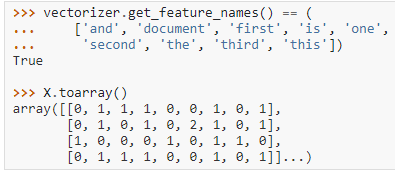 >>> vectorizer.get_feature_names() == (
...     ['and', 'document', 'first', 'is', 'one',
...      'second', 'the', 'third', 'this'])
True
>>> X.toarray()
array([[0, 1, 1, 1, 0, 0, 1, 0, 1],
       [0, 1, 0, 1, 0, 2, 1, 0, 1],
       [1, 0, 0, 0, 1, 0, 1, 1, 0],
       [0, 1, 1, 1, 0, 0, 1, 0, 1]]...)